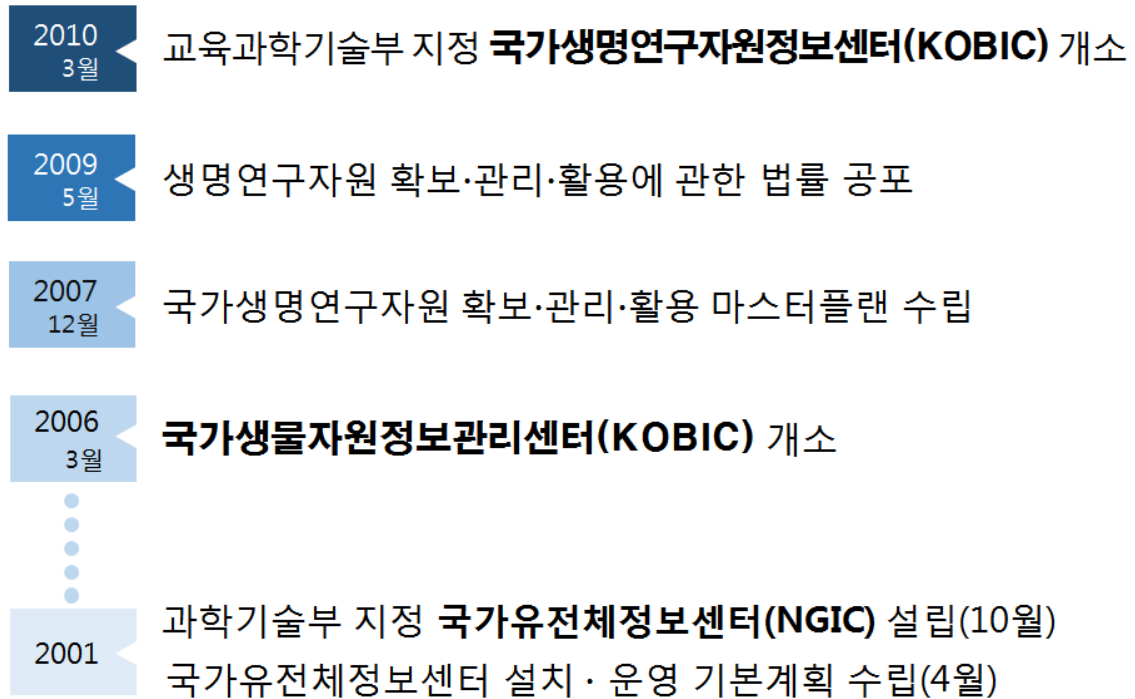 2010
3월
교육과학기술부 지정 국가생명연구자원정보센터(KOBIC) 개소
2009
5월
생명연구자원 확보·관리·활용에 관한 법률 공포
2007
12월
국가생명연구자원 확보·관리·활용 마스터플랜 수립
2006
3월
국가생물자원정보관리센터(KOBIC) 개소
2001
과학기술부 지정 국가유전체정보센터(NGIC) 설립(10월)
국가유전체정보센터 설치 · 운영 기본계획 수립(4월)